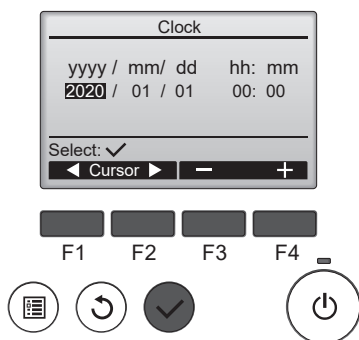 Clock
yyyy / mm/ dd hh: mm
2020 / 01 / 01 00: 00
Select: ✓
◀ Cursor ▶ − +
F1 F2 F3 F4